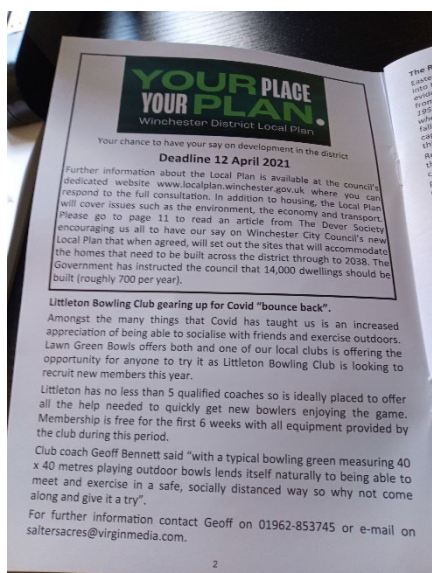 YOUR PLACE
YOUR PLAN.
Winchester District Local Plan
Your chance to have your say on development in the district
Deadline 12 April 2021
Further information about the Local Plan is available at the council's
dedicated website www.localplan.winchester.gov.uk where you can
respond to the full consultation. In addition to housing, the Local Plan
will cover issues such as the environment, the economy and transport.
Please go to page 11 to read an article from The Dever Society
encouraging us all to have our say on Winchester City Council's new
Local Plan that when agreed, will set out the sites that will accommodate
the homes that need to be built across the district through to 2038. The
Government has instructed the council that 14,000 dwellings should be
built (roughly 700 per year).
Littleton Bowling Club gearing up for Covid "bounce back".
Amongst the many things that Covid has taught us is an increased
appreciation of being able to socialise with friends and exercise outdoors.
Lawn Green Bowls offers both and one of our local clubs is offering the
opportunity for anyone to try it as Littleton Bowling Club is looking to
recruit new members this year.
Littleton has no less than 5 qualified coaches so is ideally placed to offer
all the help needed to quickly get new bowlers enjoying the game.
Membership is free for the first 6 weeks with all equipment provided by
the club during this period.
Club coach Geoff Bennett said "with a typical bowling green measuring 40
x 40 metres playing outdoor bowls lends itself naturally to being able to
meet and exercise in a safe, socially distanced way so why not come
along and give it a try".
For further information contact Geoff on 01962-853745 or e-mail on
saltersacres@virginmedia.com.
2